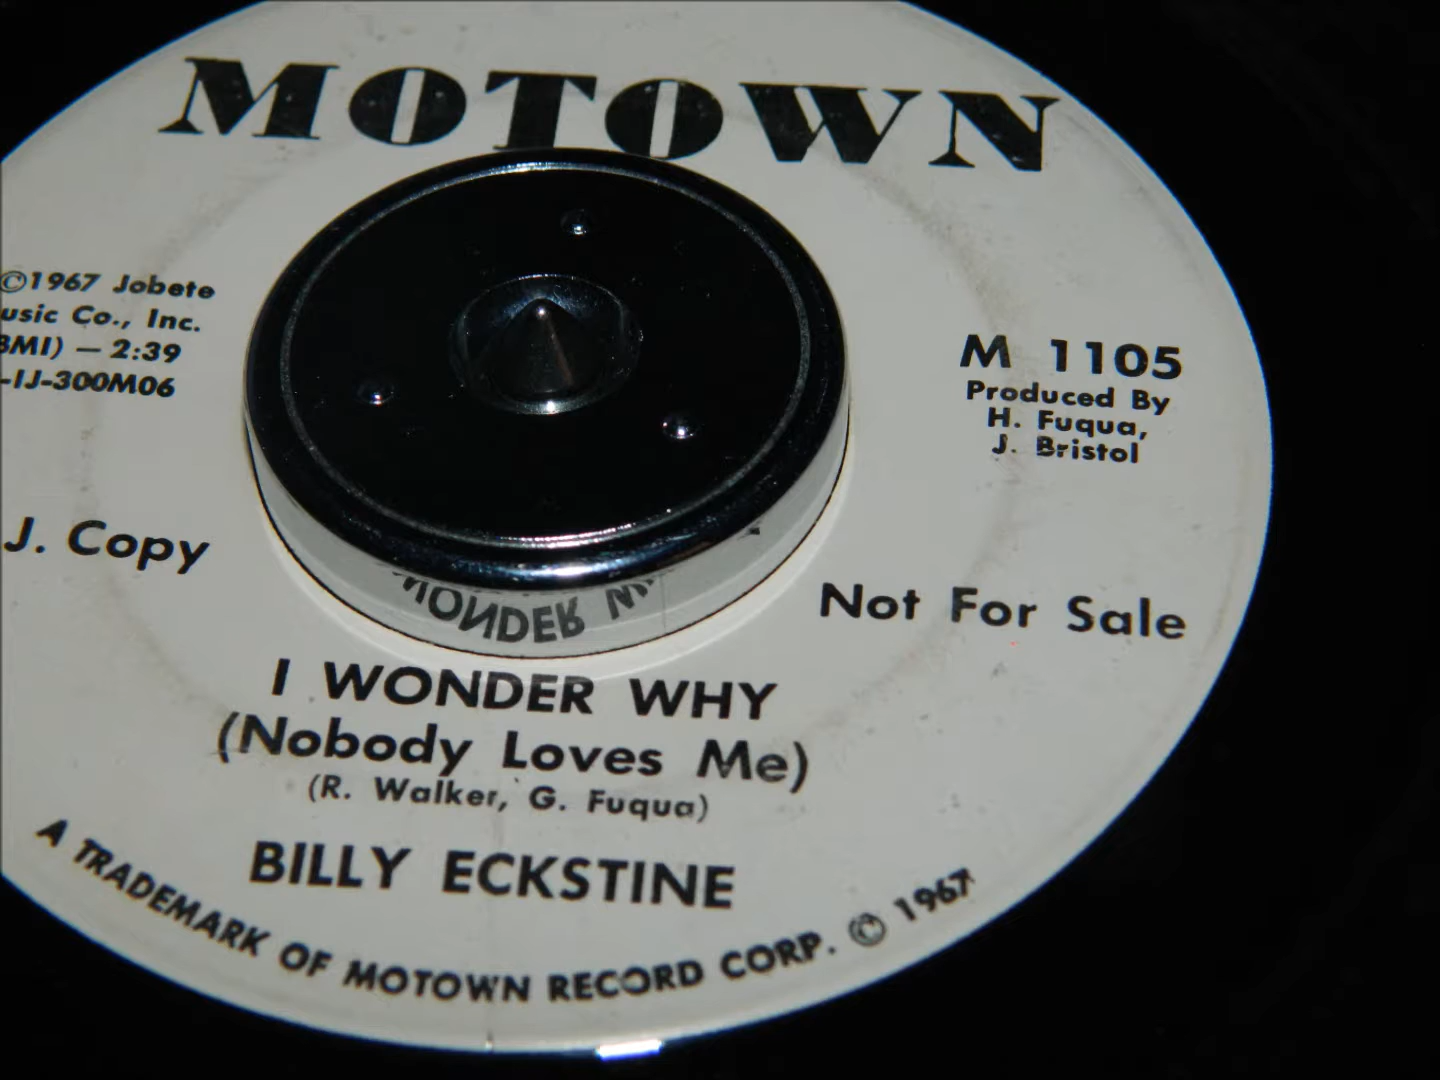 MOTOWN
©1967 Jobete
usic Co., Inc.
BMI) — 2:39
-IJ-300M06
M 1105
Produced By
H. Fuqua,
J. Bristol
J. Copy
Not For Sale
I WONDER WHY
(Nobody Loves Me)
(R. Walker, G. Fuqua)
BILLY ECKSTINE
A TRADEMARK OF MOTOWN RECORD CORP. © 1967